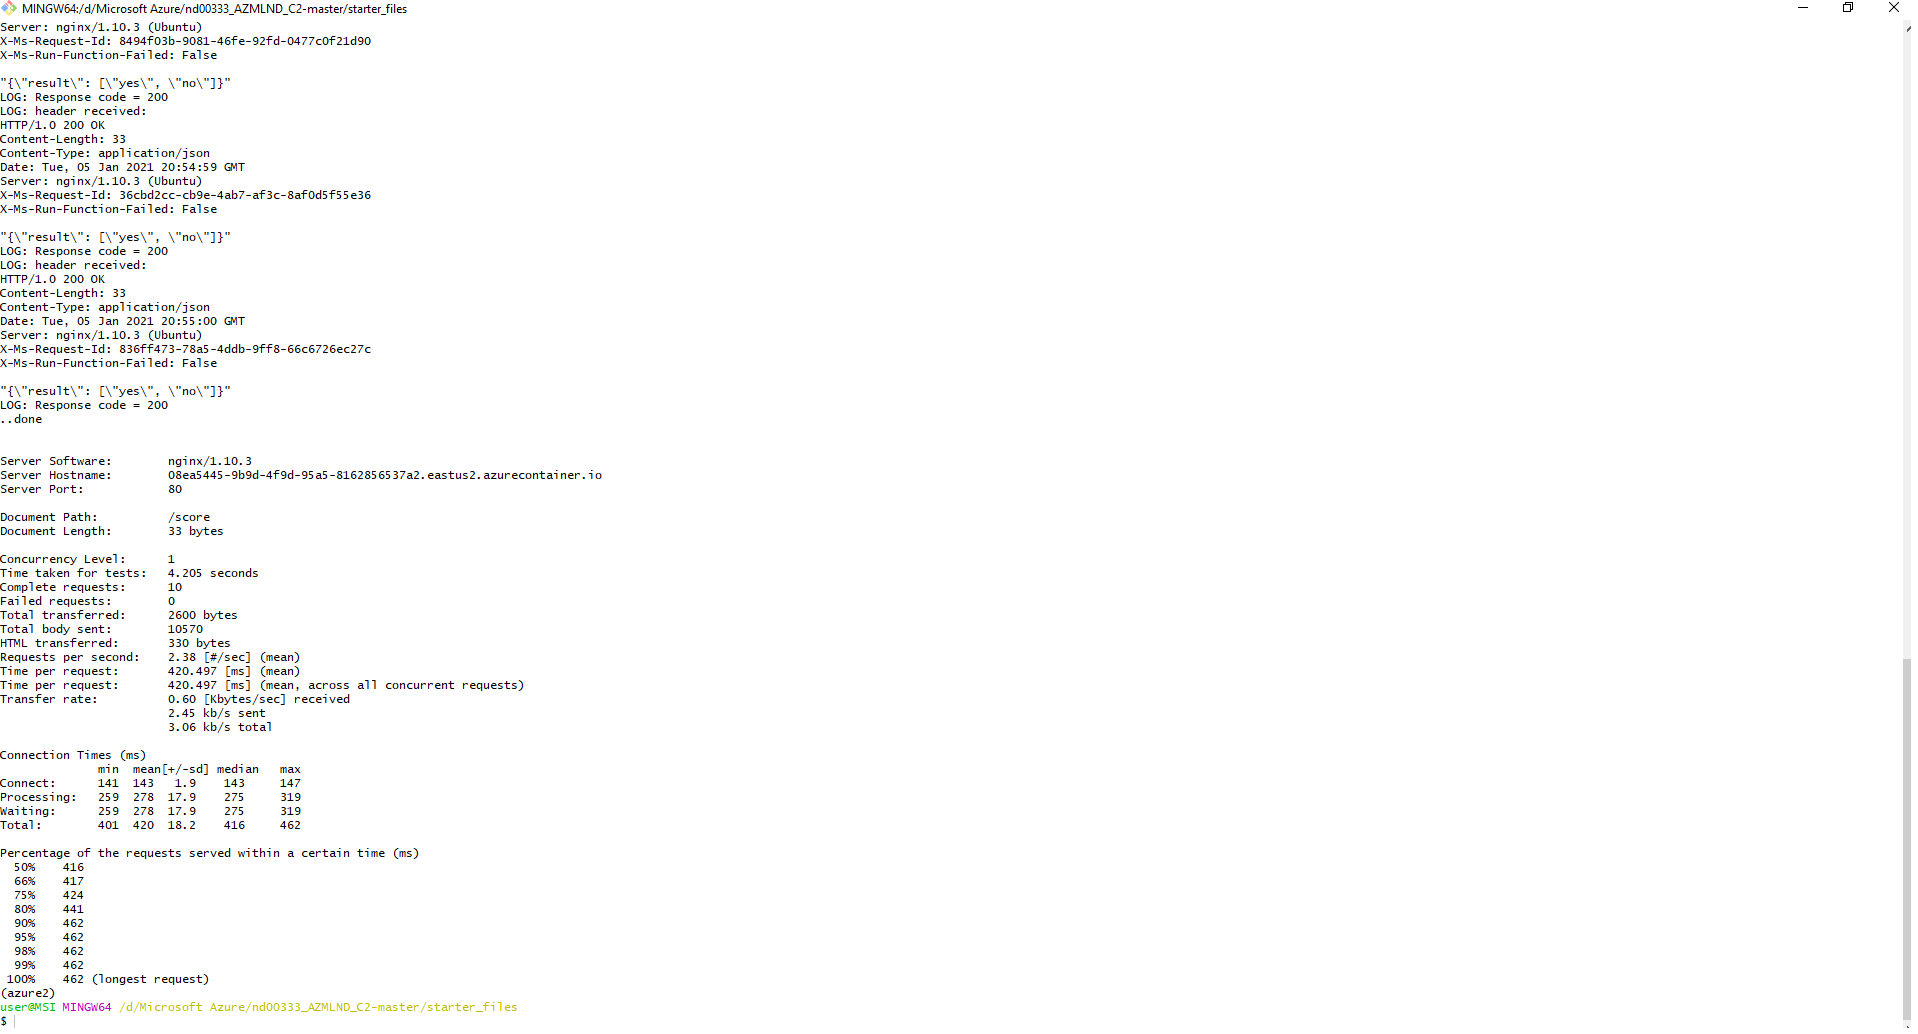 MINGW64:/d/Microsoft Azure/nd00333_AZMLND_C2-master/starter_files
Server: nginx/1.10.3 (Ubuntu)
X-Ms-Request-Id: 8494f03b-9081-46fe-92fd-0477c0f21d90
X-Ms-Run-Function-Failed: False

"{\"result\": [\"yes\", \"no\"]}"
LOG: Response code = 200
LOG: header received:
HTTP/1.0 200 OK
Content-Length: 33
Content-Type: application/json
Date: Tue, 05 Jan 2021 20:54:59 GMT
Server: nginx/1.10.3 (Ubuntu)
X-Ms-Request-Id: 36cbd2cc-cb9e-4ab7-af3c-8af0d5f55e36
X-Ms-Run-Function-Failed: False

"{\"result\": [\"yes\", \"no\"]}"
LOG: Response code = 200
LOG: header received:
HTTP/1.0 200 OK
Content-Length: 33
Content-Type: application/json
Date: Tue, 05 Jan 2021 20:55:00 GMT
Server: nginx/1.10.3 (Ubuntu)
X-Ms-Request-Id: 836ff473-78a5-4ddb-9ff8-66c6726ec27c
X-Ms-Run-Function-Failed: False

"{\"result\": [\"yes\", \"no\"]}"
LOG: Response code = 200
..done

Server Software:        nginx/1.10.3
Server Hostname:        08ea5445-9b9d-4f9d-95a5-8162856537a2.eastus2.azurecontainer.io
Server Port:            80

Document Path:          /score
Document Length:        33 bytes

Concurrency Level:      1
Time taken for tests:   4.205 seconds
Complete requests:      10
Failed requests:        0
Total transferred:      2600 bytes
Total body sent:        10570
HTML transferred:       330 bytes
Requests per second:    2.38 [#/sec] (mean)
Time per request:       420.497 [ms] (mean)
Time per request:       420.497 [ms] (mean, across all concurrent requests)
Transfer rate:          0.60 [Kbytes/sec] received
                        2.45 kb/s sent
                        3.06 kb/s total

Connection Times (ms)
              min  mean[+/-sd] median   max
Connect:      141  143   1.9    143     147
Processing:   259  278  17.9    275     319
Waiting:      259  278  17.9    275     319
Total:        401  420  18.2    416     462

Percentage of the requests served within a certain time (ms)
  50%    416
  66%    417
  75%    424
  80%    441
  90%    462
  95%    462
  98%    462
  99%    462
 100%    462 (longest request)
(azure2)
user@MSI MINGW64 /d/Microsoft Azure/nd00333_AZMLND_C2-master/starter_files
$